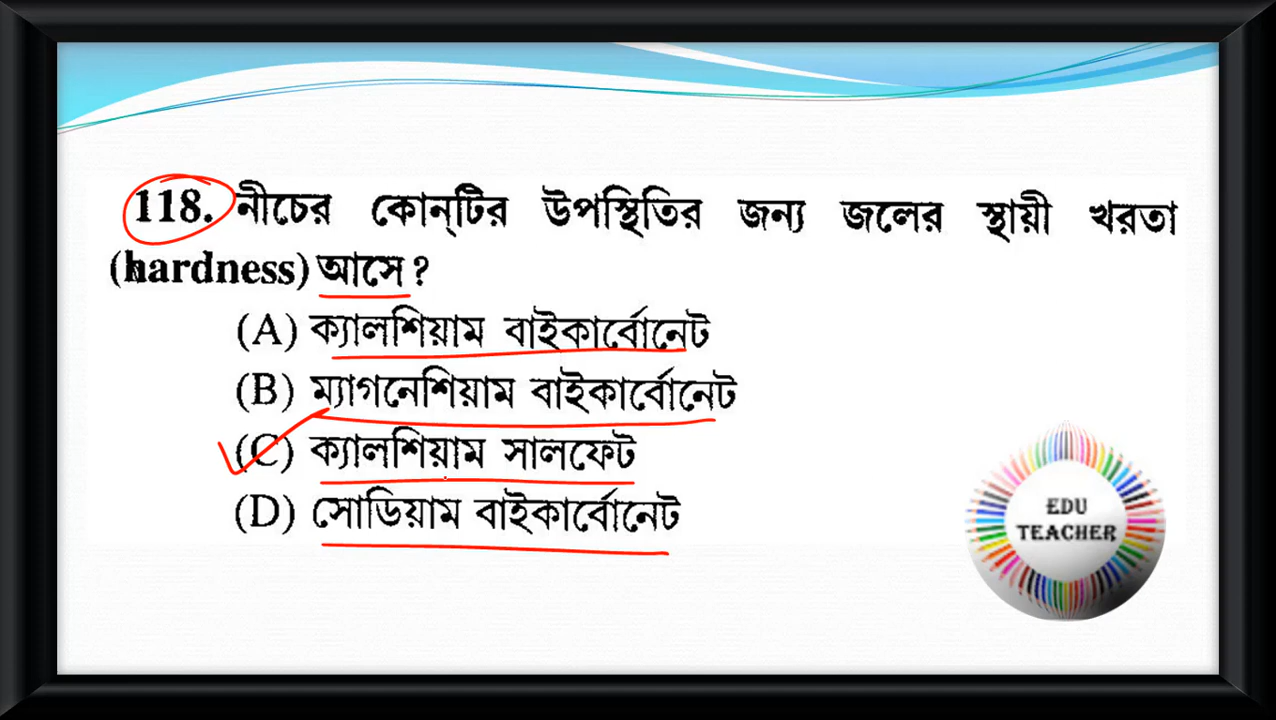 118. নীচের কোন্‌টির উপস্থিতির জন্য জলের স্থায়ী খরতা
(hardness) আসে ?
(A) ক্যালশিয়াম বাইকার্বোনেট
(B) ম্যাগনেশিয়াম বাইকার্বোনেট
(C) ক্যালশিয়াম সালফেট
(D) সোডিয়াম বাইকার্বোনেট
EDU
TEACHER